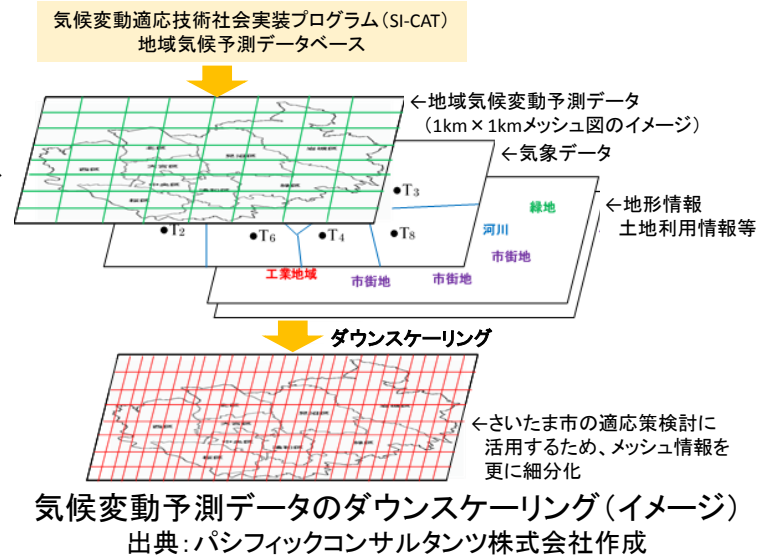 気候変動適応技術社会実装プログラム(SI-CAT)
地域気候予測データベース
←地域気候変動予測データ
(1km×1kmメッシュ図のイメージ)
←気象データ
●T3
●T2
●T6
●T4
●T8
←地形情報
土地利用情報等
緑地
河川
市街地
工業地域
市街地
市街地
ダウンスケーリング
←さいたま市の適応策検討に
活用するため、メッシュ情報を
更に細分化
気候変動予測データのダウンスケーリング(イメージ)
出典:パシフィックコンサルタンツ株式会社作成